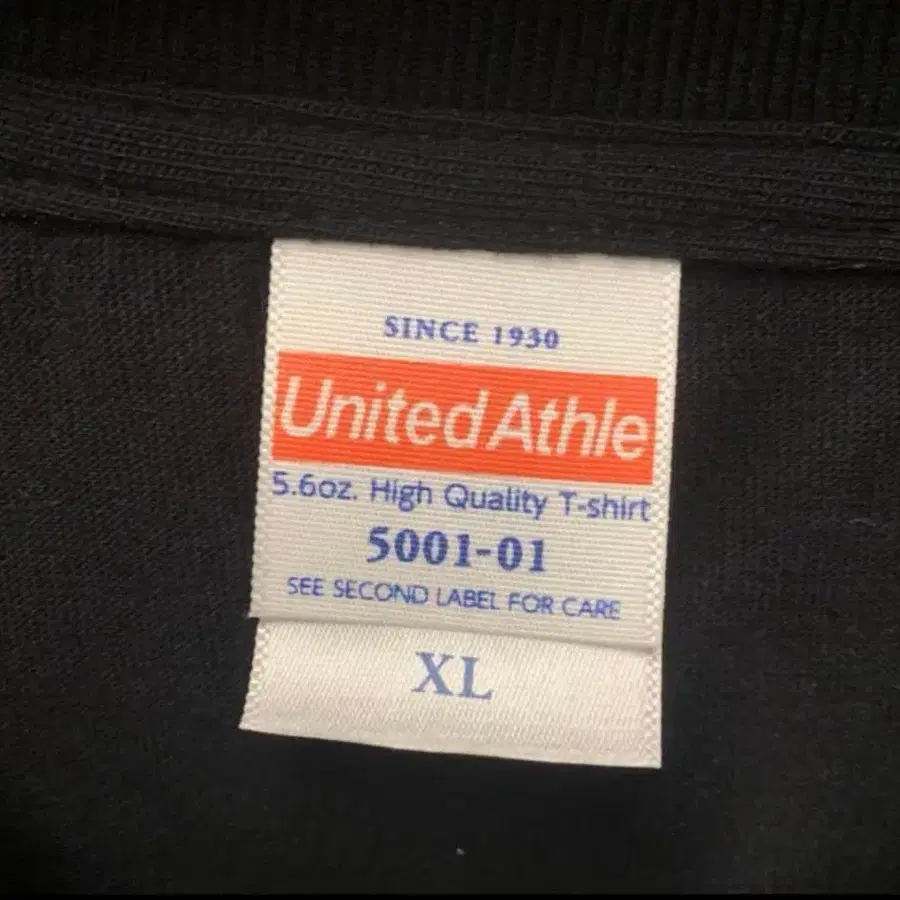 SINCE 1930
United Athle
5.6oz. High Quality T-shirt
5001-01
SEE SECOND LABEL FOR CARE
XL